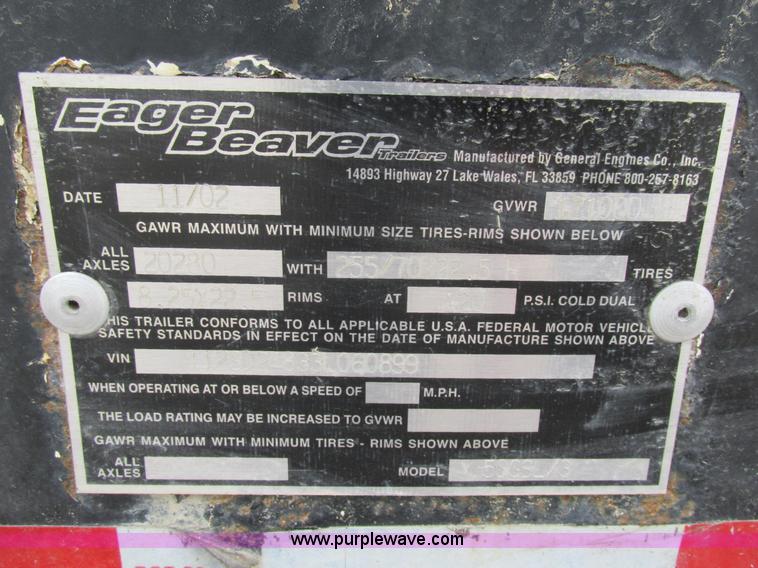 Eager
Beaver
Trailers Manufactured by General Engines Co., Inc.
14893 Highway 27 Lake Wales, FL 33859 PHONE 800-257-8163
DATE 11/02 GVWR
GAWR MAXIMUM WITH MINIMUM SIZE TIRES-RIMS SHOWN BELOW
ALL AXLES 20280 WITH TIRES
8.25X22.5 RIMS AT P.S.I. COLD DUAL
THIS TRAILER CONFORMS TO ALL APPLICABLE U.S.A. FEDERAL MOTOR VEHICLE
SAFETY STANDARDS IN EFFECT ON THE DATE OF MANUFACTURE SHOWN ABOVE
VIN
WHEN OPERATING AT OR BELOW A SPEED OF M.P.H.
THE LOAD RATING MAY BE INCREASED TO GVWR
GAWR MAXIMUM WITH MINIMUM TIRES - RIMS SHOWN ABOVE
ALL AXLES MODEL
www.purplewave.com